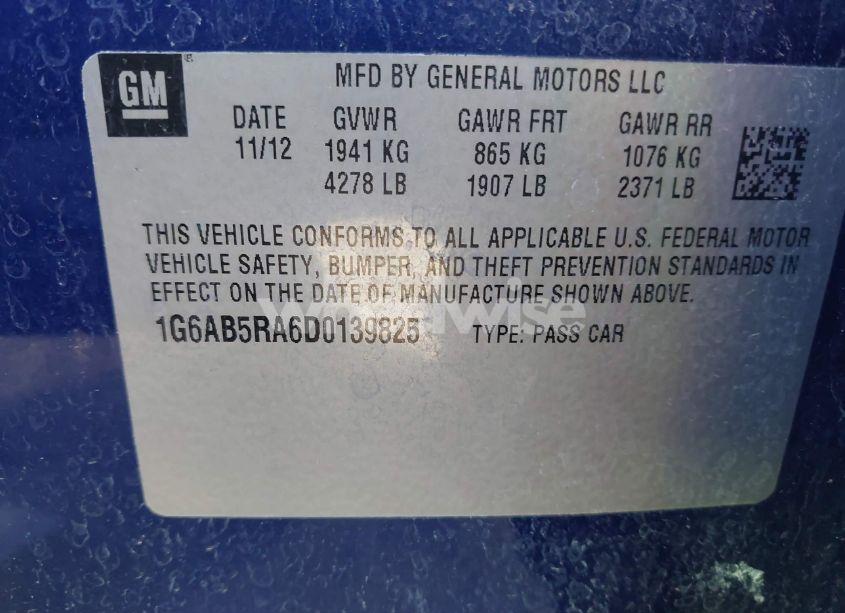 GM
MFD BY GENERAL MOTORS LLC
DATE GVWR GAWR FRT GAWR RR
11/12 1941 KG 865 KG 1076 KG
4278 LB 1907 LB 2371 LB
THIS VEHICLE CONFORMS TO ALL APPLICABLE U.S. FEDERAL MOTOR
VEHICLE SAFETY, BUMPER, AND THEFT PREVENTION STANDARDS IN
EFFECT ON THE DATE OF MANUFACTURE SHOWN ABOVE.
1G6AB5RA6D0139825 TYPE: PASS CAR